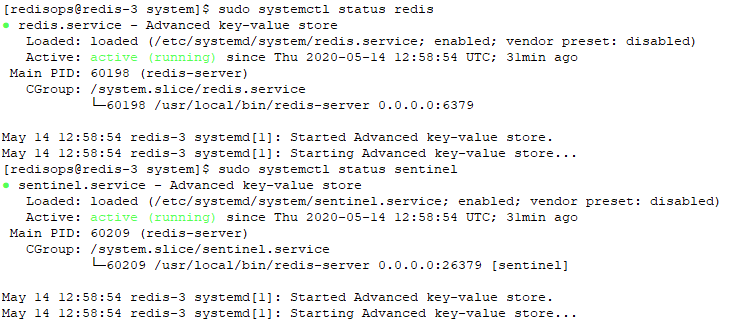 [redisops@redis-3 system]$ sudo systemctl status redis
● redis.service - Advanced key-value store
   Loaded: loaded (/etc/systemd/system/redis.service; enabled; vendor preset: disabled)
   Active: active (running) since Thu 2020-05-14 12:58:54 UTC; 31min ago
 Main PID: 60198 (redis-server)
   CGroup: /system.slice/redis.service
           └─60198 /usr/local/bin/redis-server 0.0.0.0:6379

May 14 12:58:54 redis-3 systemd[1]: Started Advanced key-value store.
May 14 12:58:54 redis-3 systemd[1]: Starting Advanced key-value store...
[redisops@redis-3 system]$ sudo systemctl status sentinel
● sentinel.service - Advanced key-value store
   Loaded: loaded (/etc/systemd/system/sentinel.service; enabled; vendor preset: disabled)
   Active: active (running) since Thu 2020-05-14 12:58:54 UTC; 31min ago
 Main PID: 60209 (redis-server)
   CGroup: /system.slice/sentinel.service
           └─60209 /usr/local/bin/redis-server 0.0.0.0:26379 [sentinel]

May 14 12:58:54 redis-3 systemd[1]: Started Advanced key-value store.
May 14 12:58:54 redis-3 systemd[1]: Starting Advanced key-value store...